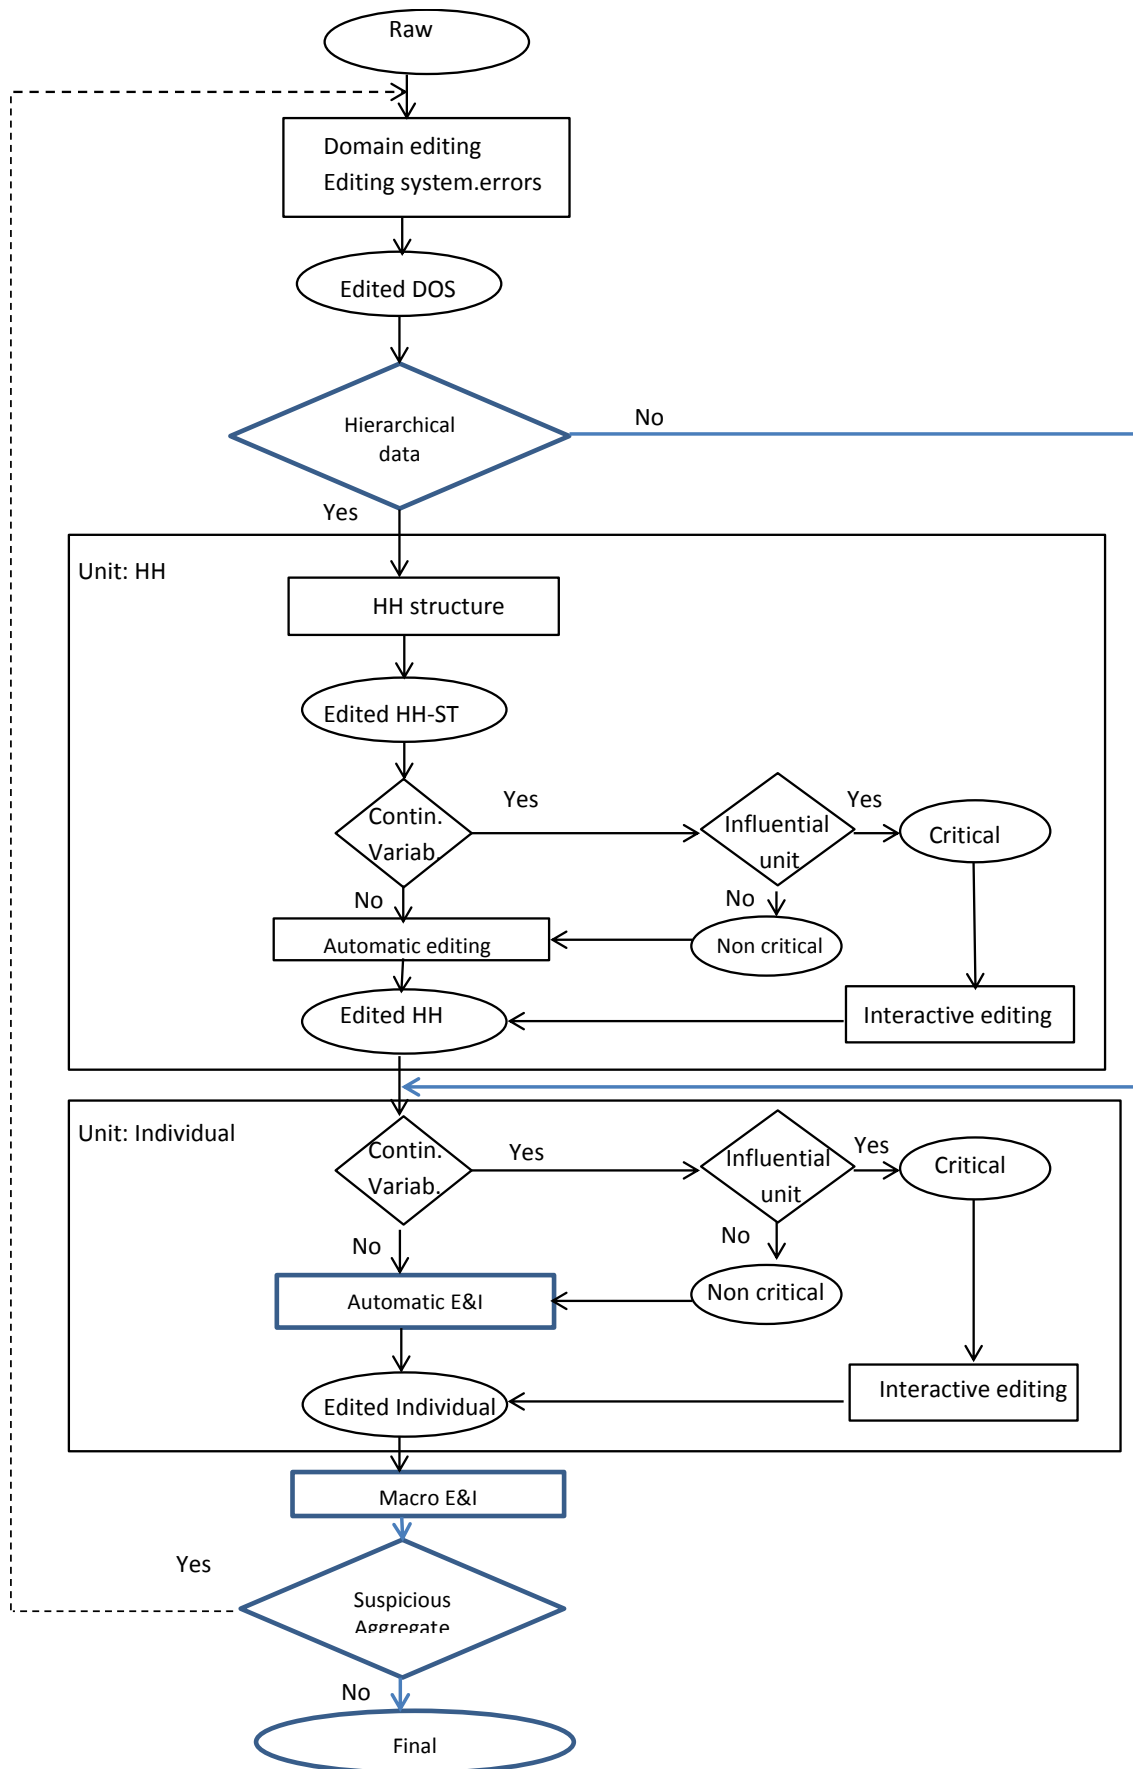 Raw
Domain editing
Editing system.errors
Edited DOS
Hierarchical
data
No
Yes
Unit: HH
HH structure
Edited HH-ST
Contin.
Variab.
Yes
Influential
unit
Yes
Critical
No
No
Automatic editing
Non critical
Edited HH
Interactive editing
Unit: Individual
Contin.
Variab.
Yes
Influential
unit
Yes
Critical
No
No
Automatic E&I
Non critical
Edited Individual
Interactive editing
Macro E&I
Yes
Suspicious
Aggregate
No
Final